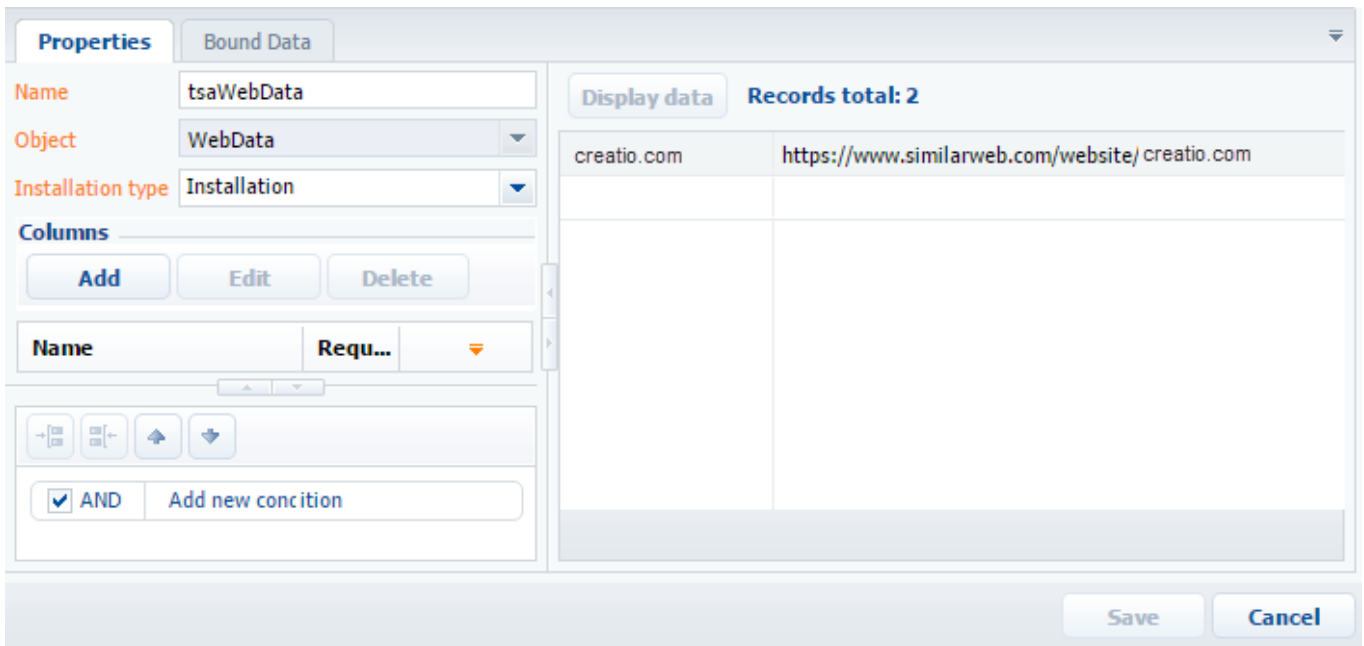 Properties
Bound Data
Name
tsaWebData
Object
WebData
Installation type
Installation
Columns
Add
Edit
Delete
Name
Requ...
AND
Add new concition
Display data
Records total: 2
creatio.com
https://www.similarweb.com/website/ creatio.com
Save
Cancel